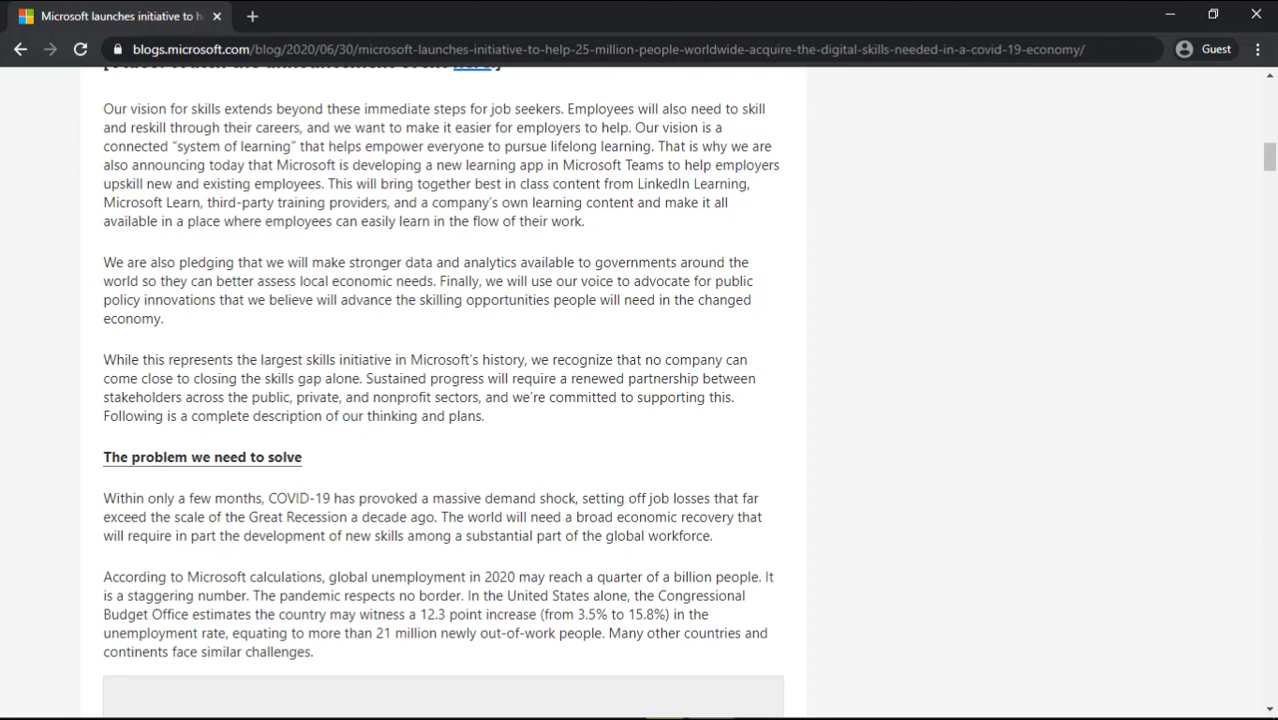 Microsoft launches initiative to h
blogs.microsoft.com/blog/2020/06/30/microsoft-launches-initiative-to-help-25-million-people-worldwide-acquire-the-digital-skills-needed-in-a-covid-19-economy/
Guest
Our vision for skills extends beyond these immediate steps for job seekers. Employees will also need to skill
and reskill through their careers, and we want to make it easier for employers to help. Our vision is a
connected “system of learning” that helps empower everyone to pursue lifelong learning. That is why we are
also announcing today that Microsoft is developing a new learning app in Microsoft Teams to help employers
upskill new and existing employees. This will bring together best in class content from LinkedIn Learning,
Microsoft Learn, third-party training providers, and a company’s own learning content and make it all
available in a place where employees can easily learn in the flow of their work.
We are also pledging that we will make stronger data and analytics available to governments around the
world so they can better assess local economic needs. Finally, we will use our voice to advocate for public
policy innovations that we believe will advance the skilling opportunities people will need in the changed
economy.
While this represents the largest skills initiative in Microsoft’s history, we recognize that no company can
come close to closing the skills gap alone. Sustained progress will require a renewed partnership between
stakeholders across the public, private, and nonprofit sectors, and we’re committed to supporting this.
Following is a complete description of our thinking and plans.
The problem we need to solve
Within only a few months, COVID-19 has provoked a massive demand shock, setting off job losses that far
exceed the scale of the Great Recession a decade ago. The world will need a broad economic recovery that
will require in part the development of new skills among a substantial part of the global workforce.
According to Microsoft calculations, global unemployment in 2020 may reach a quarter of a billion people. It
is a staggering number. The pandemic respects no border. In the United States alone, the Congressional
Budget Office estimates the country may witness a 12.3 point increase (from 3.5% to 15.8%) in the
unemployment rate, equating to more than 21 million newly out-of-work people. Many other countries and
continents face similar challenges.